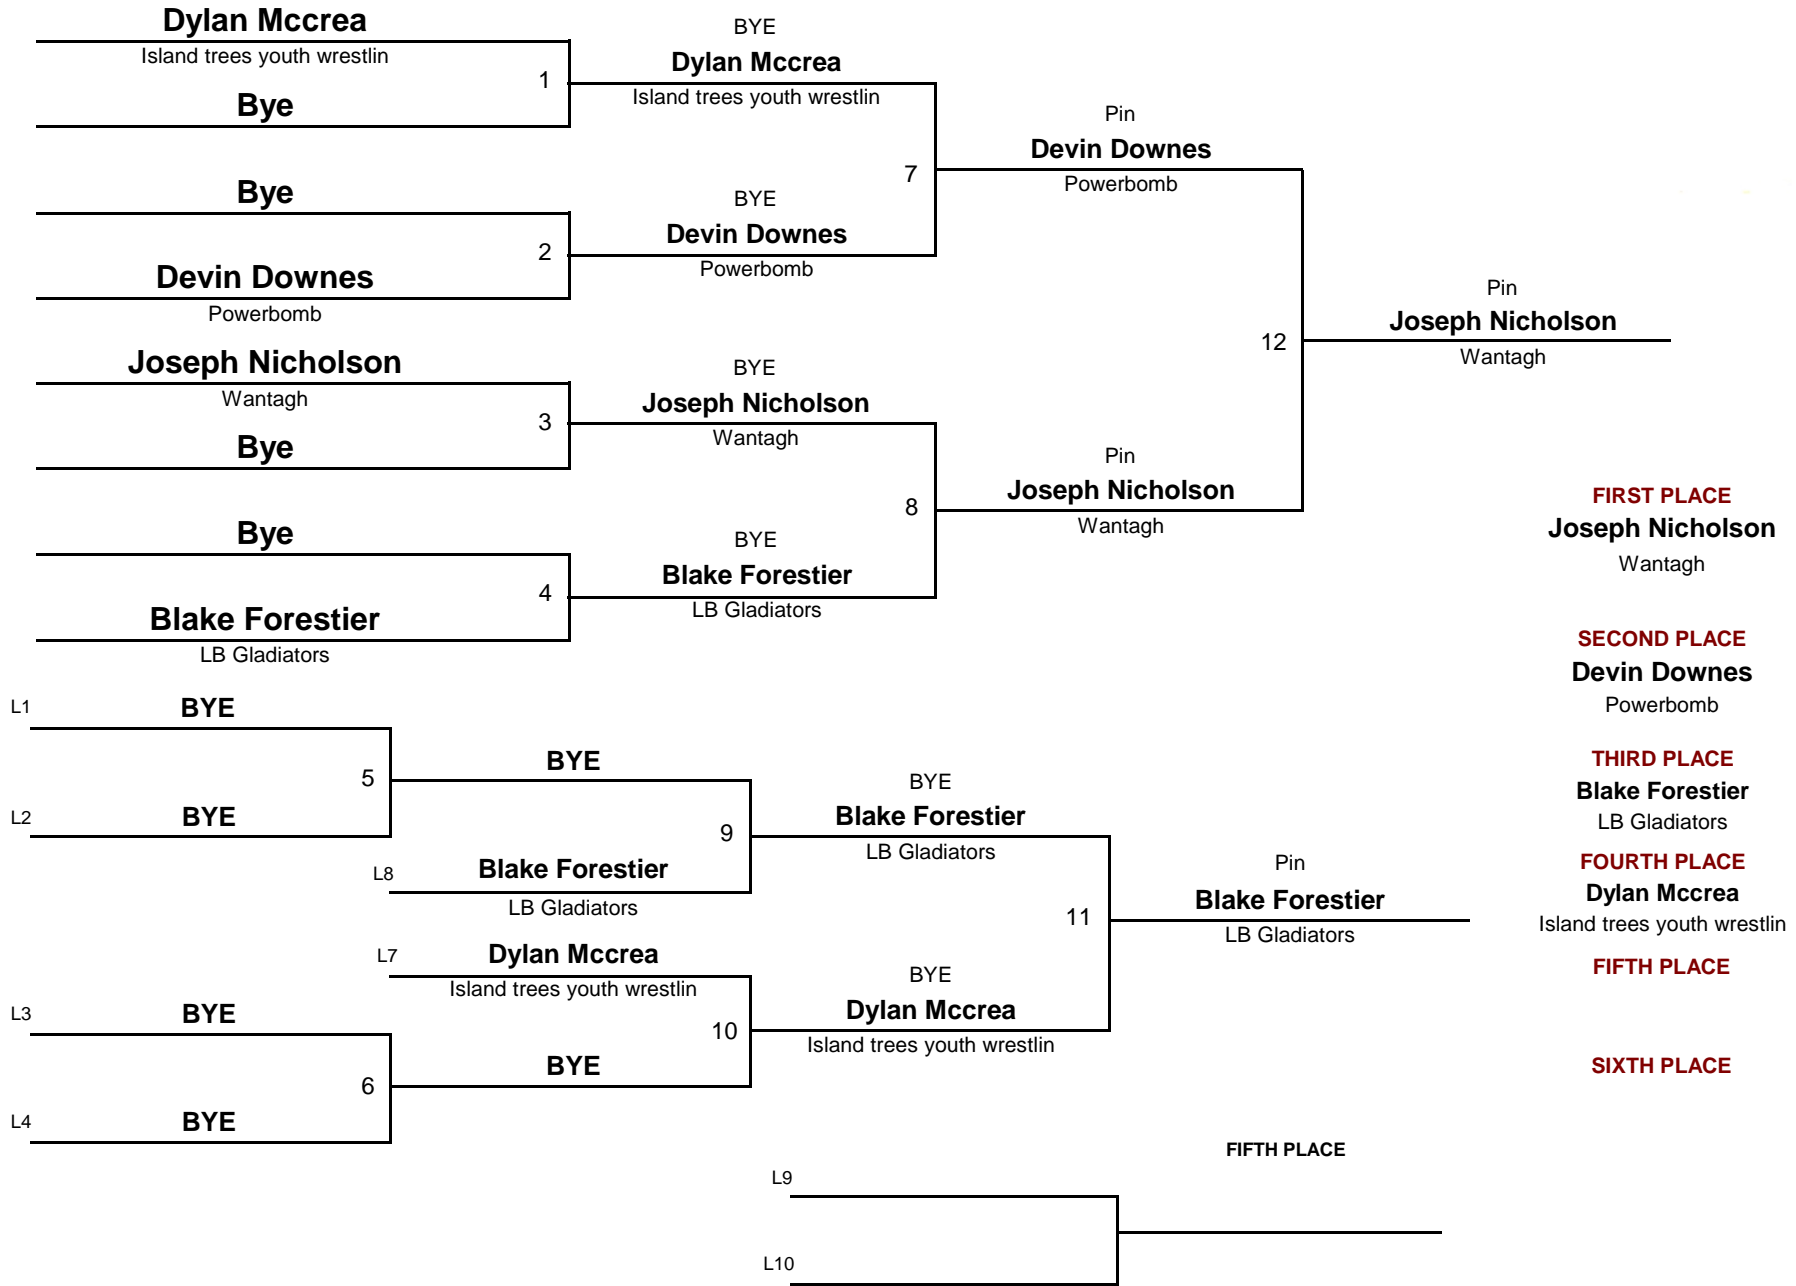 Dylan Mccrea
Island trees youth wrestlin
1
Bye
Bye
2
Devin Downes
Powerbomb
Joseph Nicholson
Wantagh
3
Bye
Bye
4
Blake Forestier
LB Gladiators
BYE
Dylan Mccrea
Island trees youth wrestlin
7
BYE
Devin Downes
Powerbomb
BYE
Joseph Nicholson
Wantagh
8
BYE
Blake Forestier
LB Gladiators
Pin
Devin Downes
Powerbomb
12
Pin
Joseph Nicholson
Wantagh
Pin
Joseph Nicholson
Wantagh
FIRST PLACE
Joseph Nicholson
Wantagh
SECOND PLACE
Devin Downes
Powerbomb
THIRD PLACE
Blake Forestier
LB Gladiators
FOURTH PLACE
Dylan Mccrea
Island trees youth wrestlin
FIFTH PLACE
SIXTH PLACE
L1 BYE
5
L2 BYE
BYE
9
L8 Blake Forestier
LB Gladiators
L7 Dylan Mccrea
Island trees youth wrestlin
10
L3 BYE
6
L4 BYE
BYE
BYE
Blake Forestier
LB Gladiators
11
BYE
Dylan Mccrea
Island trees youth wrestlin
Pin
Blake Forestier
LB Gladiators
FIFTH PLACE
L9
L10